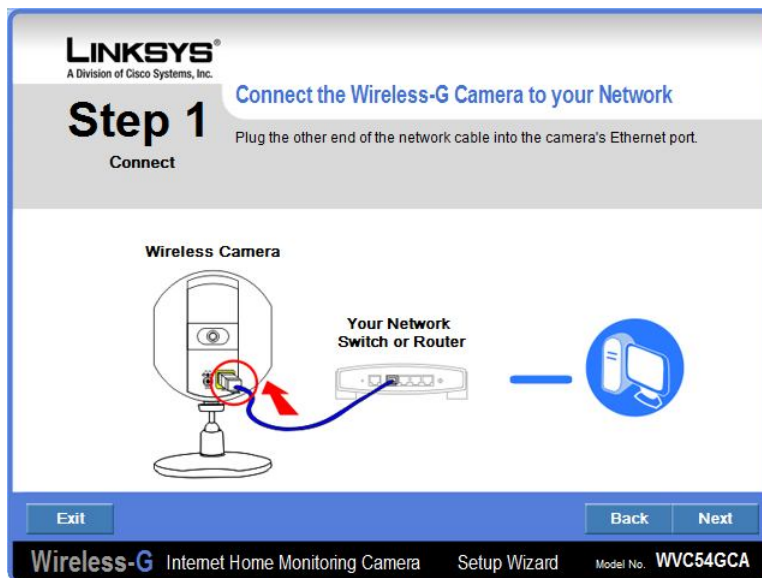 LINKSYS®
A Division of Cisco Systems, Inc.
Step 1
Connect
Connect the Wireless-G Camera to your Network
Plug the other end of the network cable into the camera's Ethernet port.
Wireless Camera
Your Network
Switch or Router
Exit
Back
Next
Wireless-G Internet Home Monitoring Camera Setup Wizard Model No. WVC54GCA